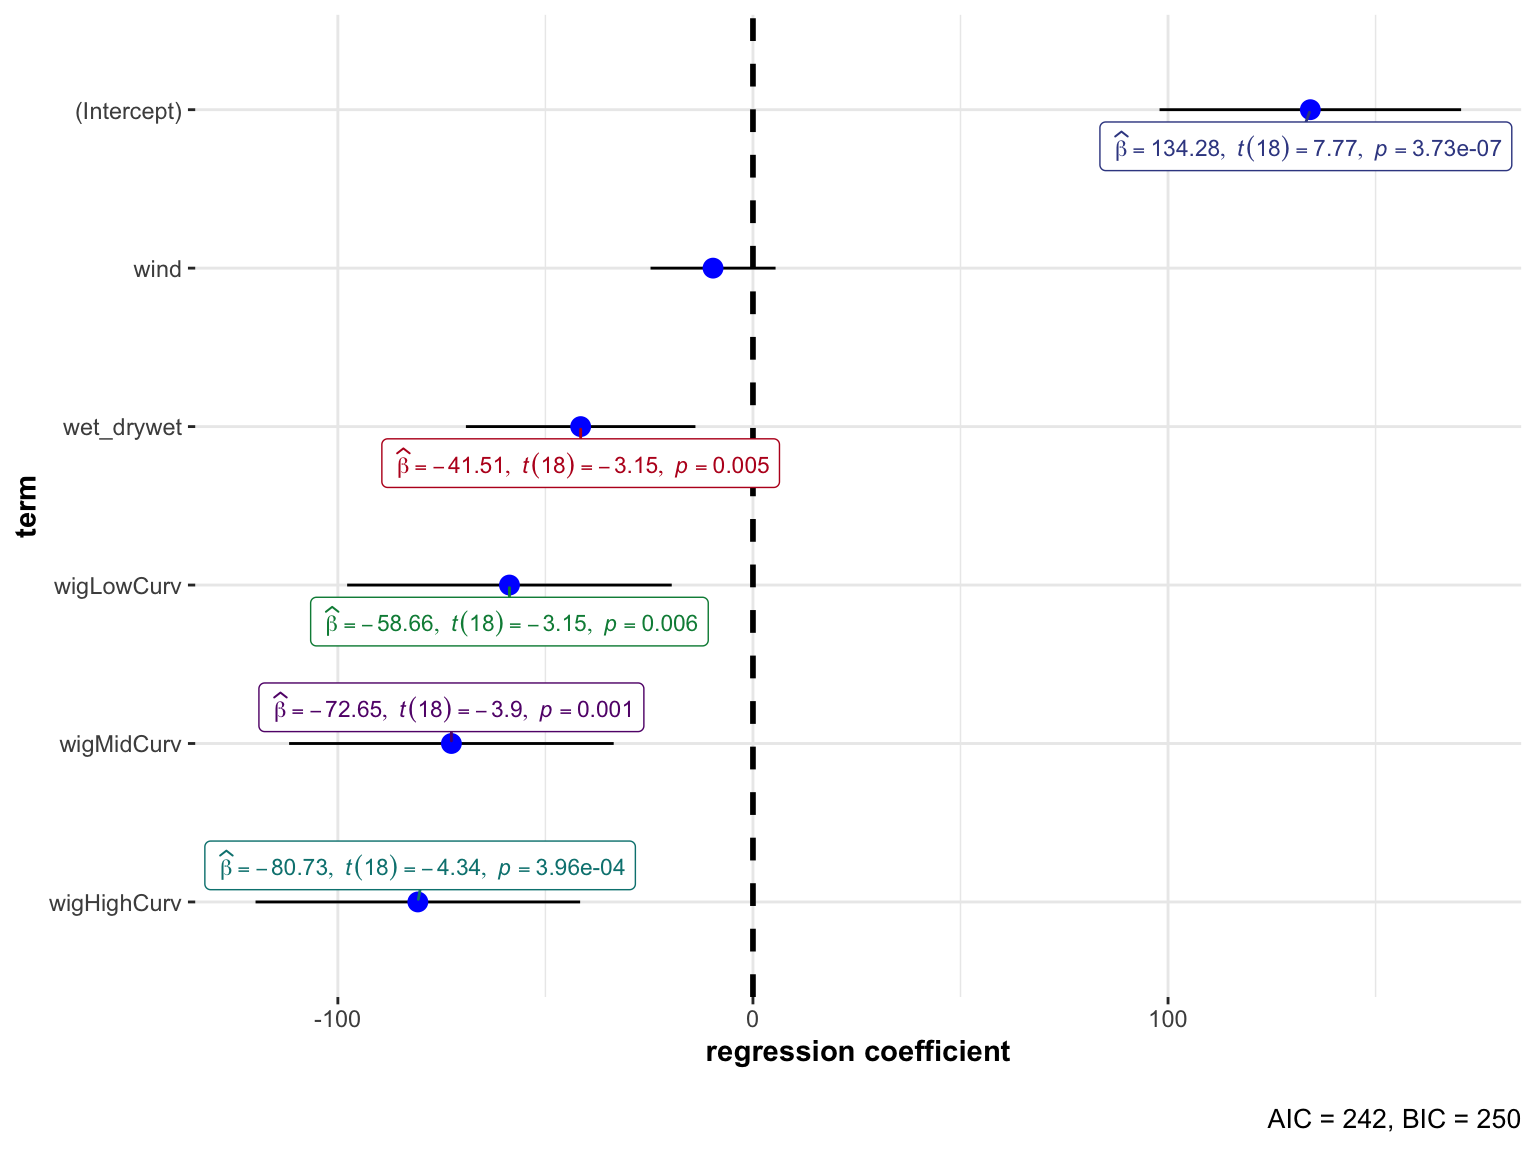 (Intercept)
β̂ = 134.28, t(18) = 7.77, p = 3.73e-07
wind
wet_drywet
β̂ = −41.51, t(18) = −3.15, p = 0.005
wigLowCurv
β̂ = −58.66, t(18) = −3.15, p = 0.006
β̂ = −72.65, t(18) = −3.9, p = 0.001
wigMidCurv
β̂ = −80.73, t(18) = −4.34, p = 3.96e-04
wigHighCurv
term
-100 0 100
regression coefficient
AIC = 242, BIC = 250